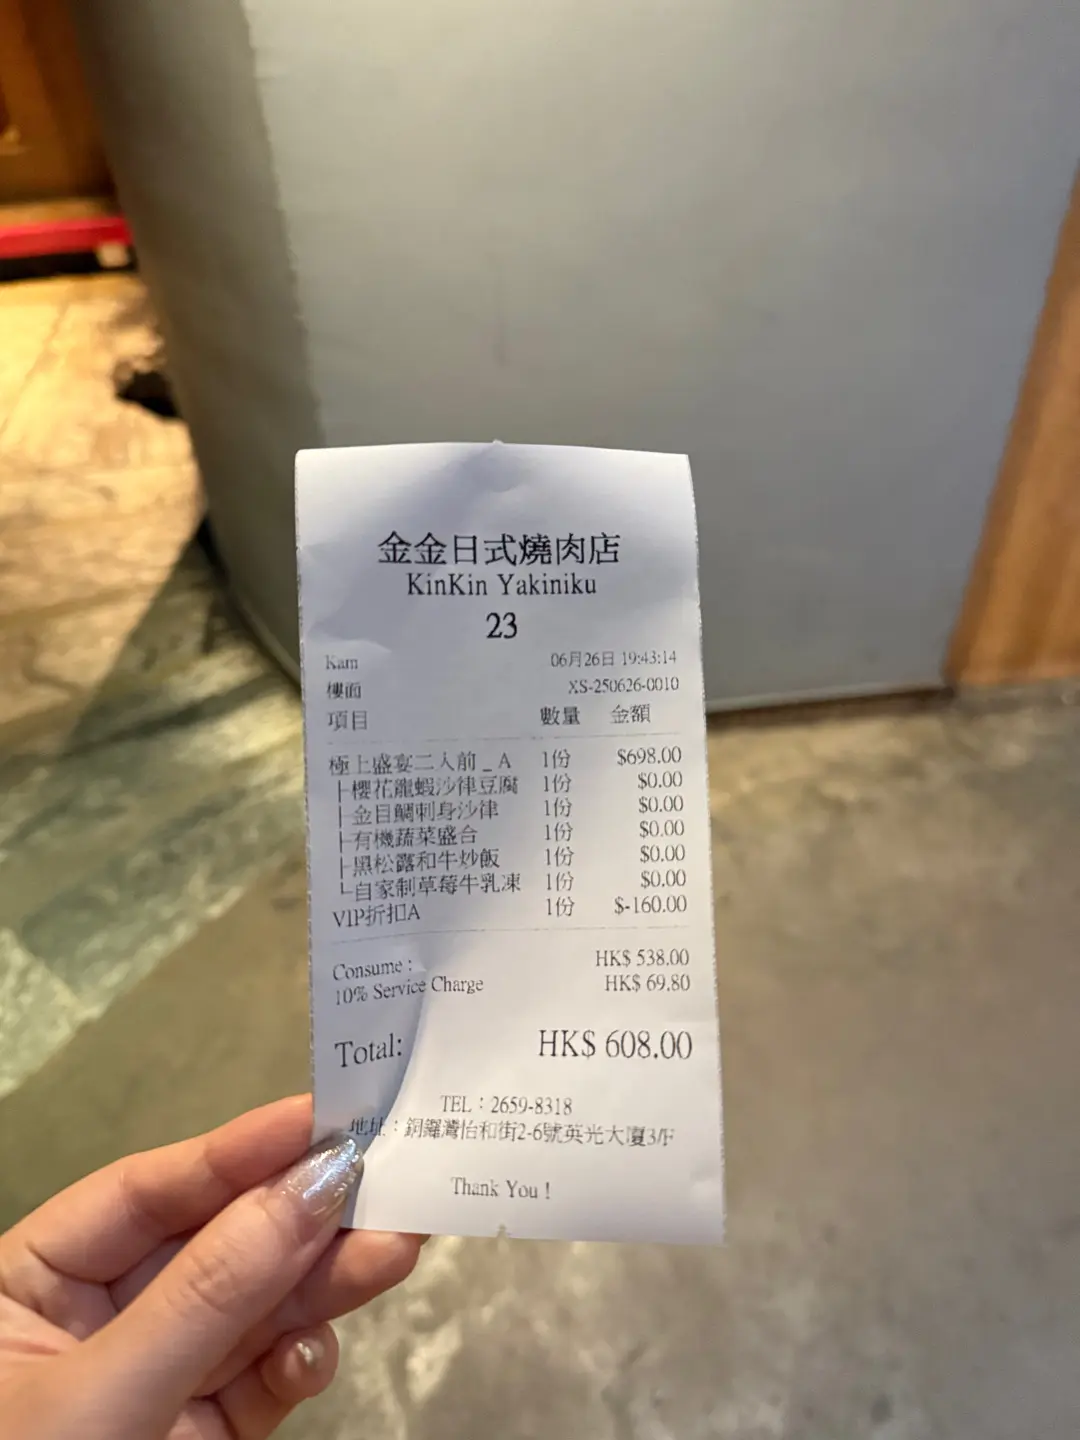 金金日式燒肉店
KinKin Yakiniku
23
Kam 06月26日 19:43:14
樓面 XS-250626-0010
項目 數量 金額
極上盛宴二人前_A 1份 $698.00
├櫻花龍蝦沙律豆腐 1份 $0.00
├金目鯛刺身沙律 1份 $0.00
├有機蔬菜盛合 1份 $0.00
├黑松露和牛炒飯 1份 $0.00
└自家制草莓牛乳凍 1份 $0.00
VIP折扣A 1份 $-160.00
Consume : HK$ 538.00
10% Service Charge HK$ 69.80
Total: HK$ 608.00
TEL：2659-8318
地址：銅鑼灣怡和街2-6號英光大廈3/F
Thank You !